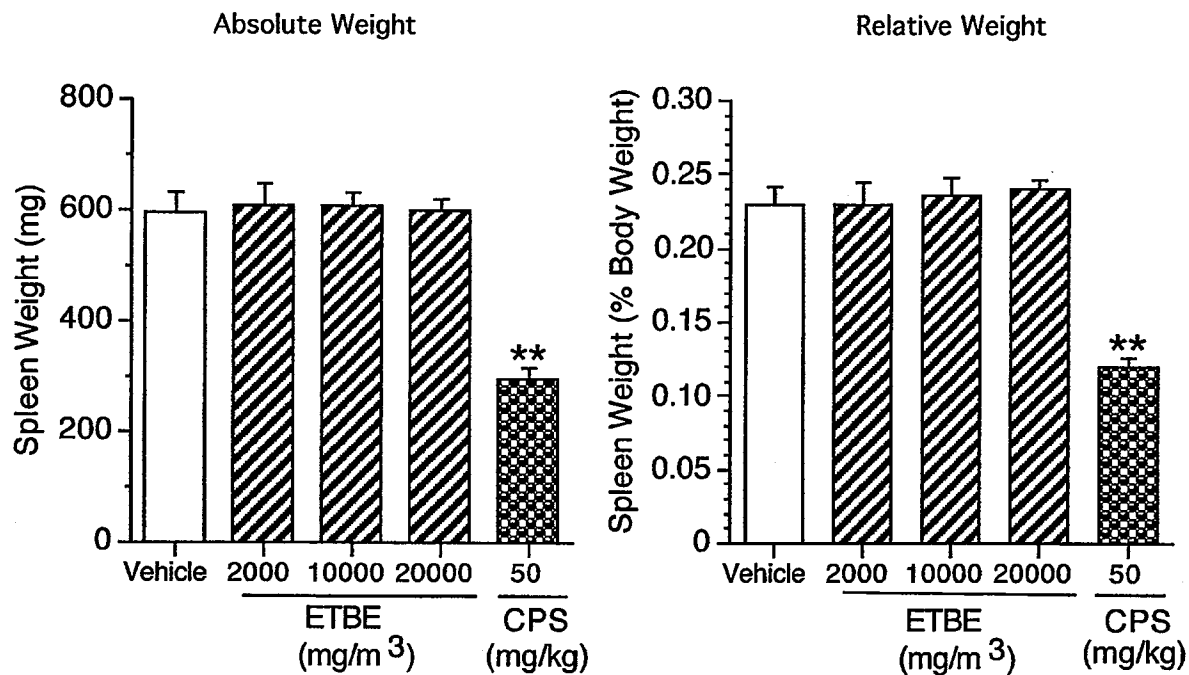 Absolute Weight
Spleen Weight (mg)
800
600
400
200
0
**
Vehicle 2000 10000 20000 50
ETBE
(mg/m 3)
CPS
(mg/kg)
Relative Weight
Spleen Weight (% Body Weight)
0.30
0.25
0.20
0.15
0.10
0.05
0
**
Vehicle 2000 10000 20000 50
ETBE
(mg/m 3)
CPS
(mg/kg)